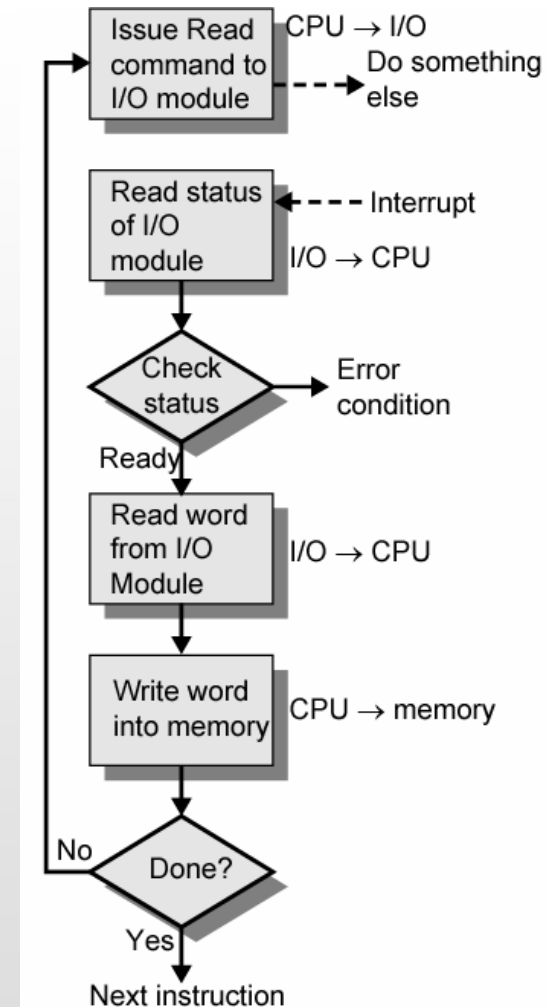 Issue Read
command to
I/O module
CPU → I/O
Do something
else
Read status
of I/O
module
Interrupt
I/O → CPU
Check
status
Error
condition
Ready
Read word
from I/O
Module
I/O → CPU
Write word
into memory
CPU → memory
No
Done?
Yes
Next instruction